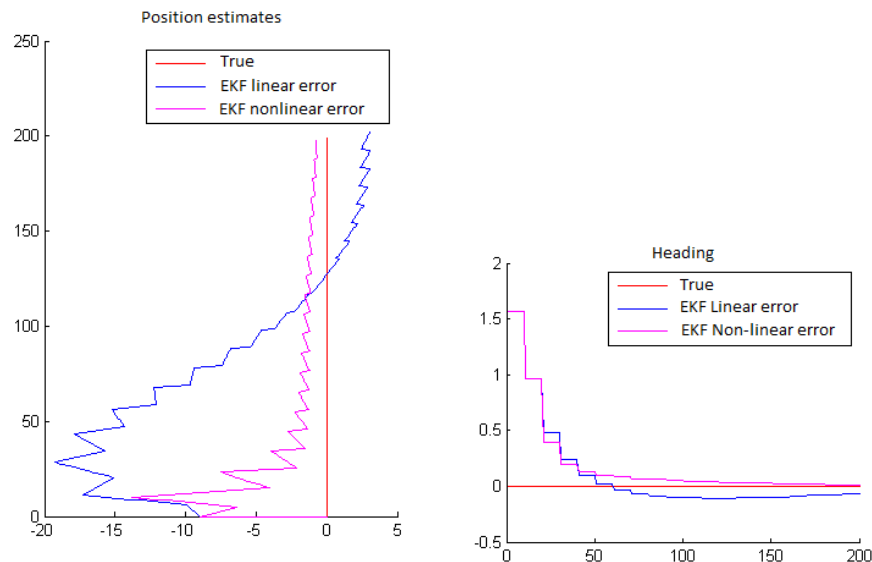 Position estimates
250
200
150
100
50
0
-20
-15
-10
-5
0
5
True
EKF linear error
EKF nonlinear error
Heading
2
1.5
1
0.5
0
-0.5
0
50
100
150
200
True
EKF Linear error
EKF Non-linear error